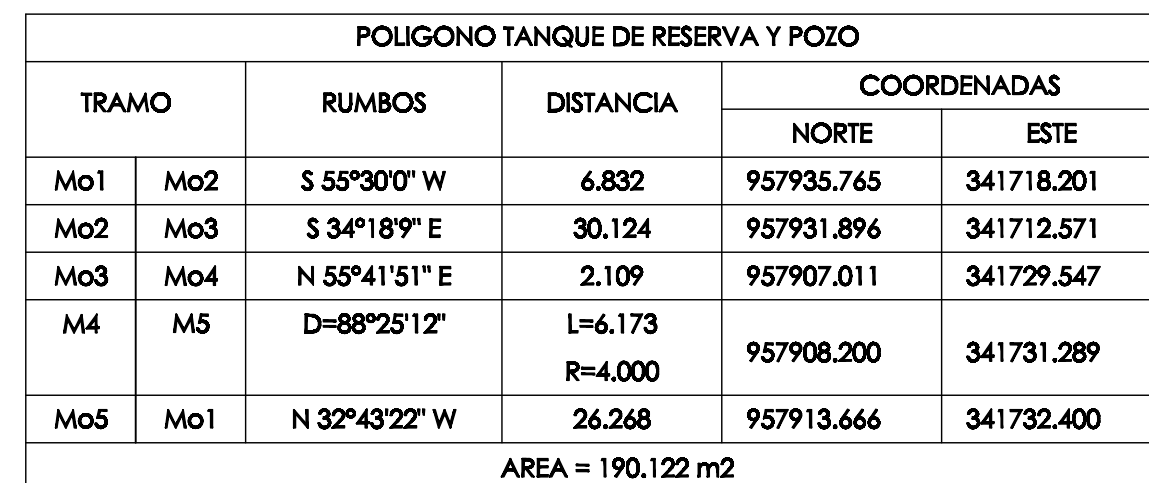 POLIGONO TANQUE DE RESERVA Y POZO
TRAMO RUMBOS DISTANCIA COORDENADAS
NORTE ESTE
Mo1 Mo2 S 55°30'0" W 6.832 957935.765 341718.201
Mo2 Mo3 S 34°18'9" E 30.124 957931.896 341712.571
Mo3 Mo4 N 55°41'51" E 2.109 957907.011 341729.547
M4 M5 D=88°25'12" L=6.173 957908.200 341731.289
R=4.000
Mo5 Mo1 N 32°43'22" W 26.268 957913.666 341732.400
AREA = 190.122 m2